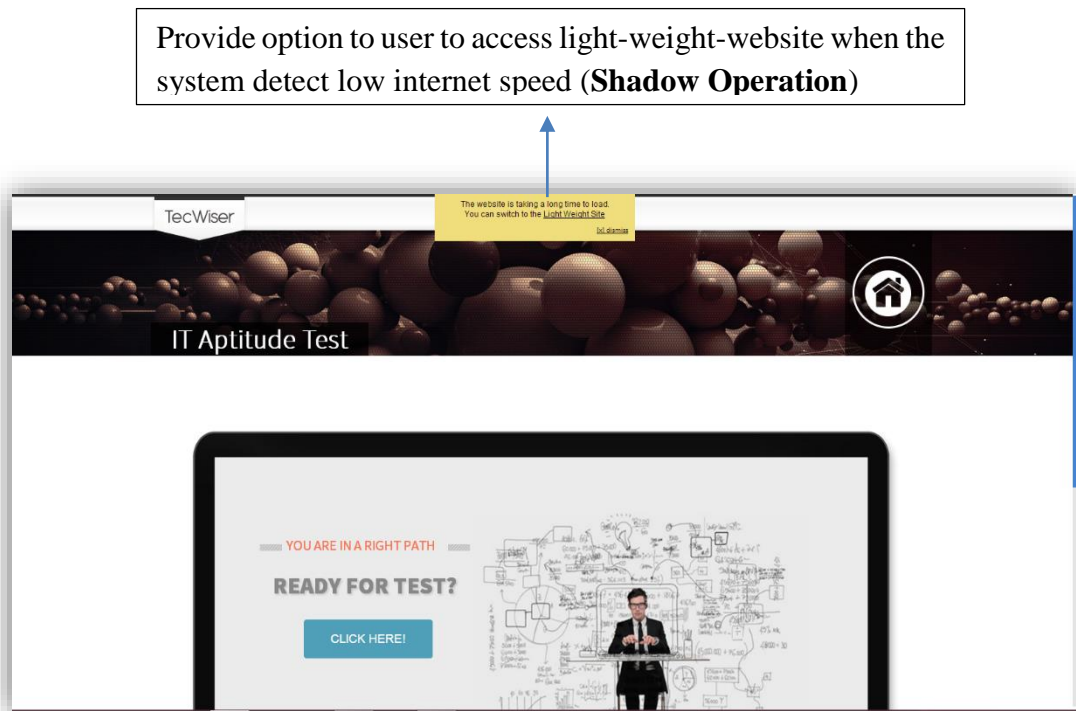 Provide option to user to access light-weight-website when the
system detect low internet speed (Shadow Operation)
TecWiser
The website is taking a long time to load.
You can switch to the Light Weight Site
[x] dismiss
IT Aptitude Test
YOU ARE IN A RIGHT PATH
READY FOR TEST?
CLICK HERE!